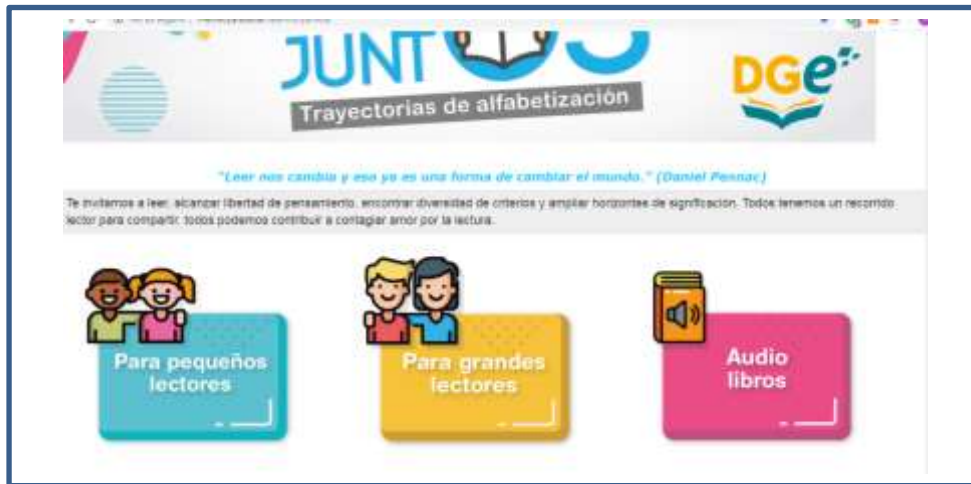 JUNTOS
Trayectorias de alfabetización
DGe
"Leer nos cambia y eso ya es una forma de cambiar el mundo." (Daniel Pennac)
Te invitamos a leer, alcanzar libertad de pensamiento, encontrar diversidad de criterios y ampliar horizontes de significación. Todos tenemos un recorrido
lector para compartir, todos podemos contribuir a contagiar amor por la lectura.
Para pequeños
lectores
Para grandes
lectores
Audio
libros